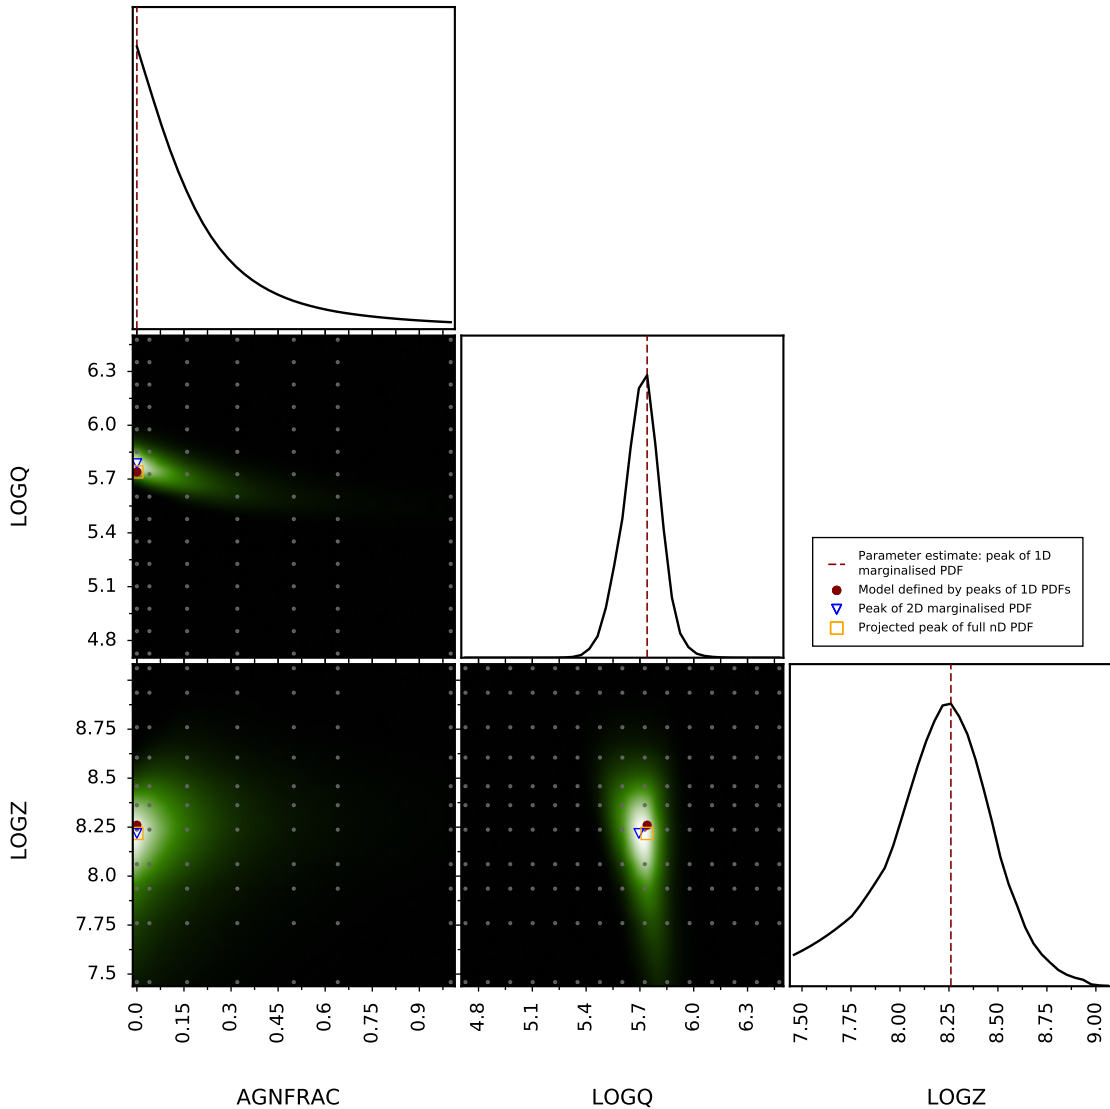 6.3
6.0
5.7
5.4
5.1
4.8
LOGQ
Parameter estimate: peak of 1D
marginalised PDF
Model defined by peaks of 1D PDFs
Peak of 2D marginalised PDF
Projected peak of full nD PDF
8.75
8.5
8.25
8.0
7.75
7.5
LOGZ
0.0 0.15 0.3 0.45 0.6 0.75 0.9
4.8 5.1 5.4 5.7 6.0 6.3
7.50 7.75 8.00 8.25 8.50 8.75 9.00
AGNFRAC LOGQ LOGZ